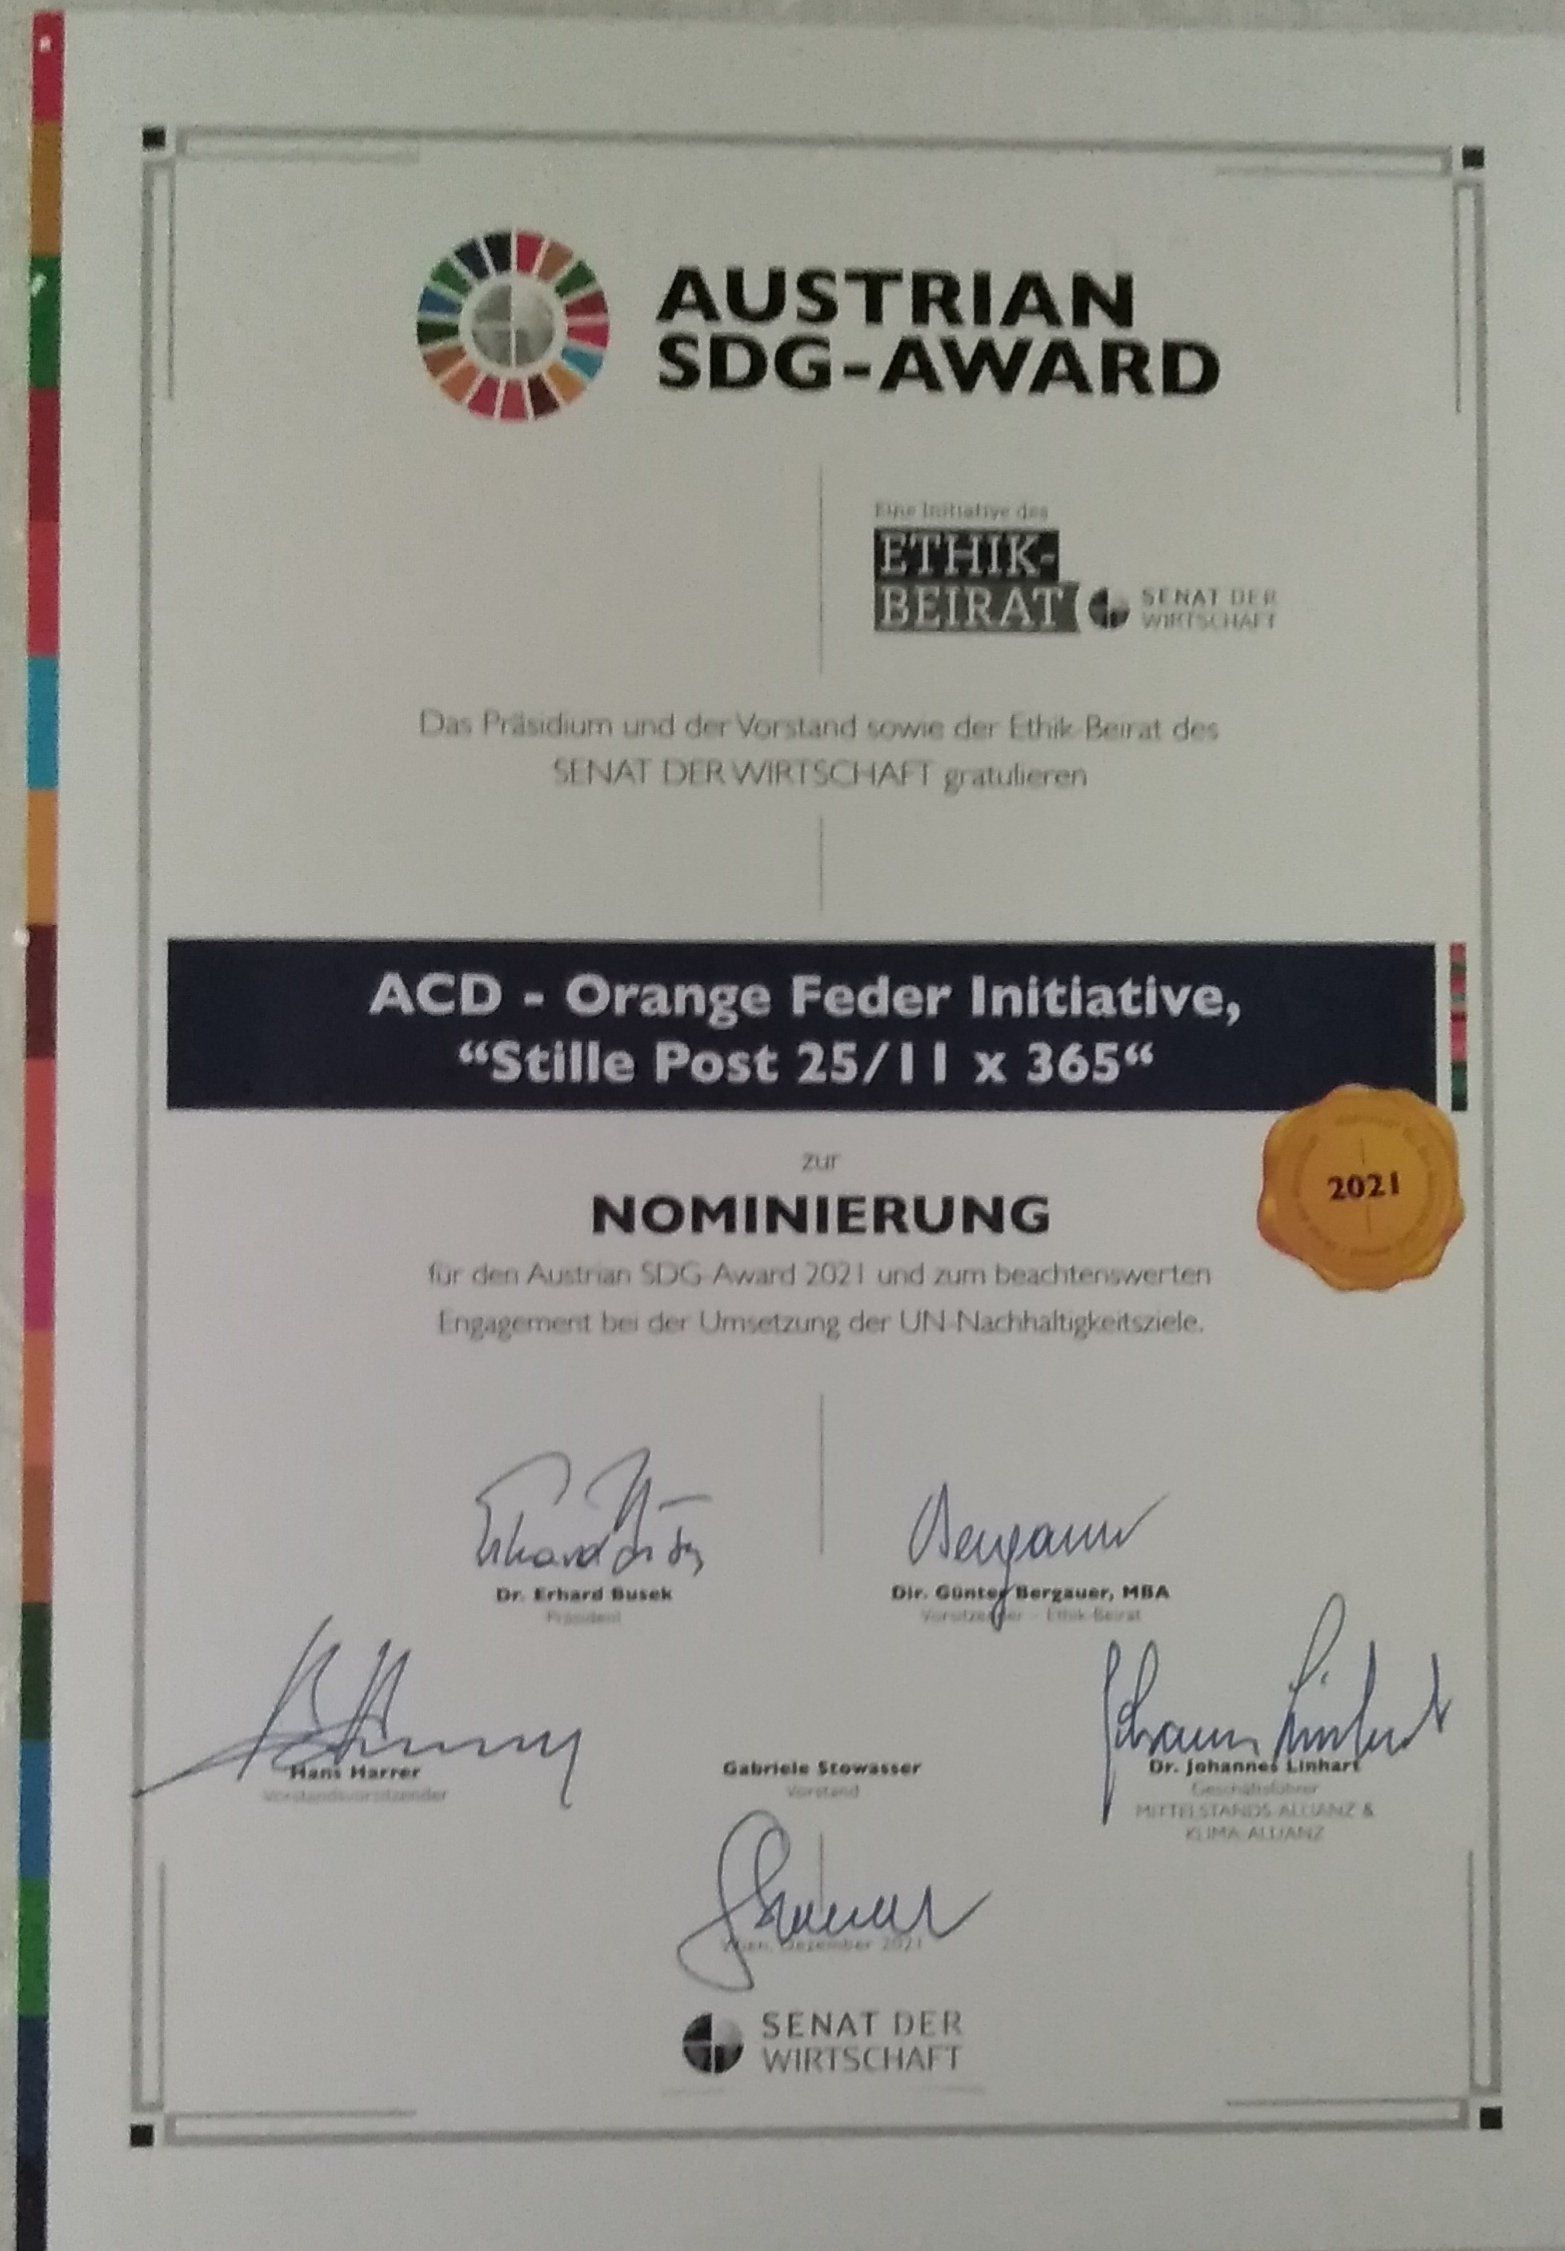 AUSTRIAN
SDG-AWARD
Eine Initiative des
ETHIK-
BEIRAT
SENAT DER
WIRTSCHAFT
Das Präsidium und der Vorstand sowie der Ethik-Beirat des
SENAT DER WIRTSCHAFT gratulieren
ACD - Orange Feder Initiative,
“Stille Post 25/11 x 365“
zur
NOMINIERUNG
2021
für den Austrian SDG-Award 2021 und zum beachtenswerten
Engagement bei der Umsetzung der UN-Nachhaltigkeitsziele.
Dr. Erhard Busek
Präsident
Dir. Günter Bergauer, MBA
Vorsitzender - Ethik-Beirat
Hans Harrer
Vorstandsvorsitzender
Gabriele Stowasser
Vorstand
Dr. Johannes Linhart
Geschäftsführer
MITTELSTANDS-ALLIANZ &
KLIMA-ALLIANZ
Wien, Dezember 2021
SENAT DER
WIRTSCHAFT